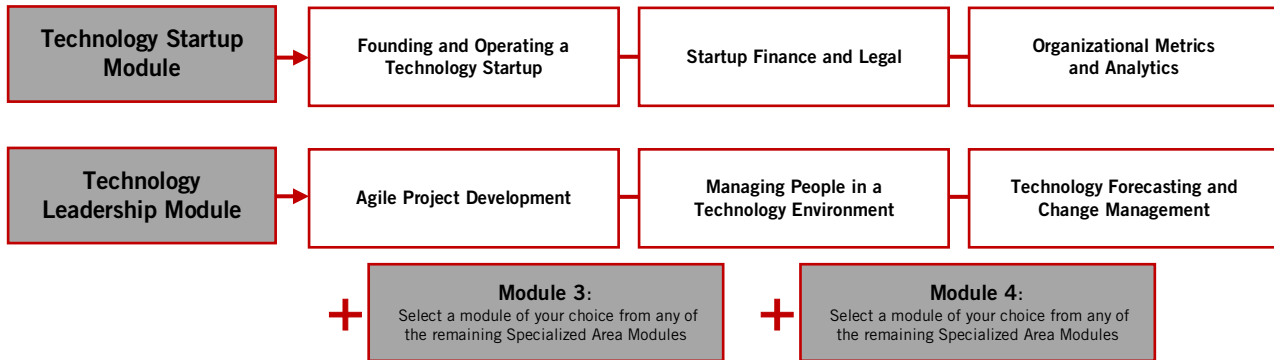 Technology Startup
Module
Founding and Operating a
Technology Startup
Startup Finance and Legal
Organizational Metrics
and Analytics
Technology
Leadership Module
Agile Project Development
Managing People in a
Technology Environment
Technology Forecasting and
Change Management
Module 3:
Select a module of your choice from any of
the remaining Specialized Area Modules
Module 4:
Select a module of your choice from any of
the remaining Specialized Area Modules